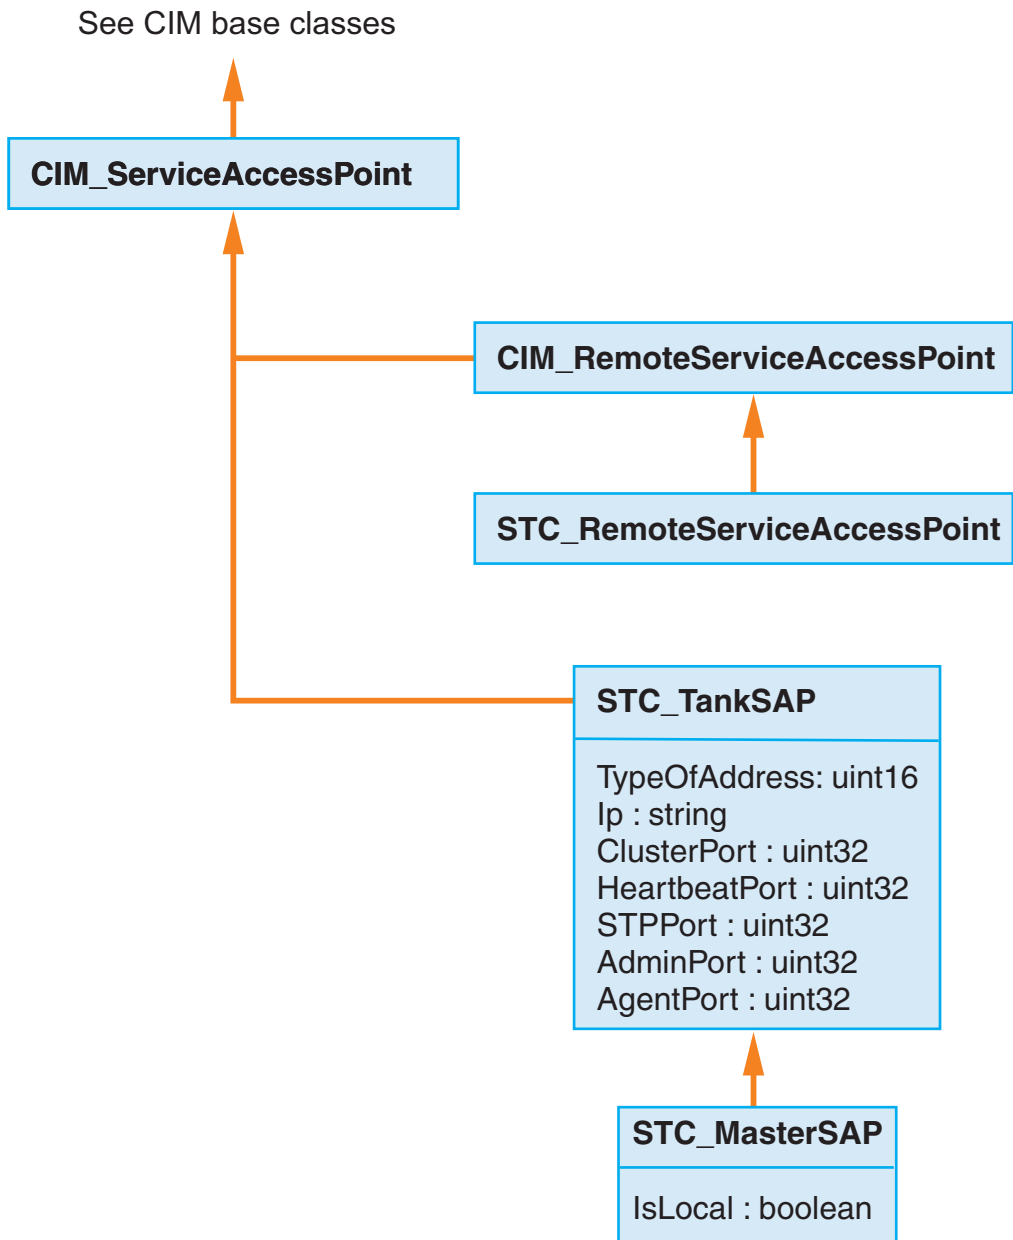 See CIM base classes
CIM_ServiceAccessPoint
CIM_RemoteServiceAccessPoint
STC_RemoteServiceAccessPoint
STC_TankSAP
TypeOfAddress: uint16
Ip : string
ClusterPort : uint32
HeartbeatPort : uint32
STPPort : uint32
AdminPort : uint32
AgentPort : uint32
STC_MasterSAP
IsLocal : boolean